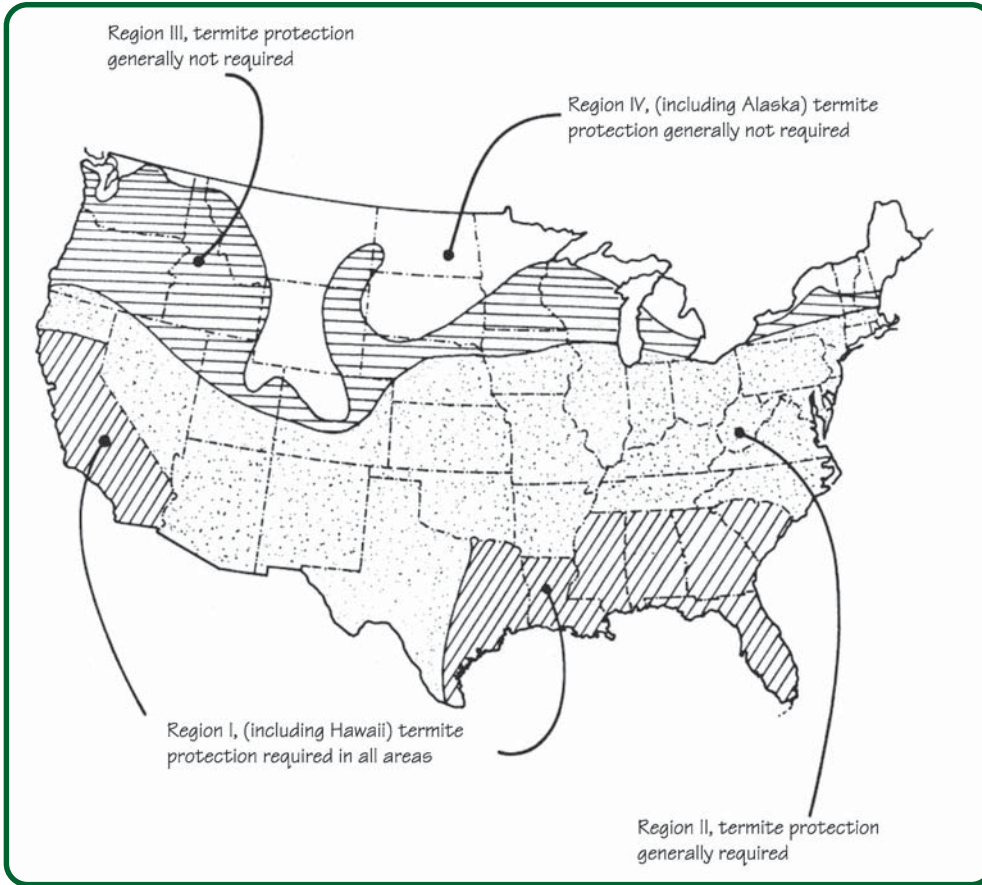 Region III, termite protection
generally not required
Region IV, (including Alaska) termite
protection generally not required
Region I, (including Hawaii) termite
protection required in all areas
Region II, termite protection
generally required